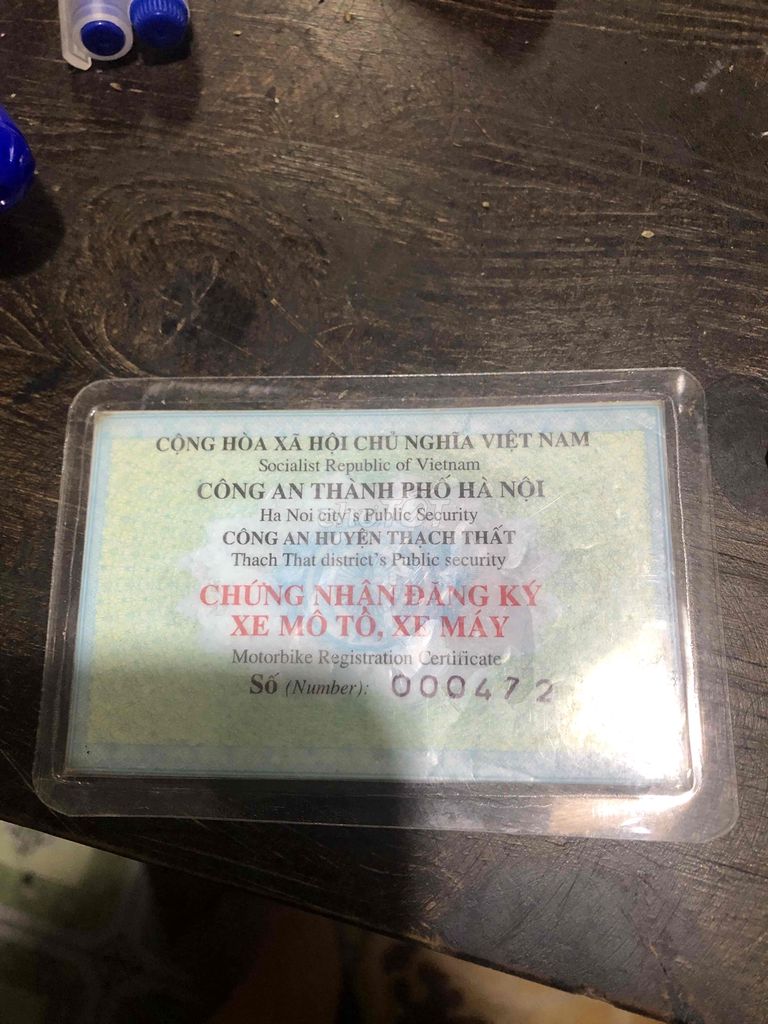 CỘNG HÒA XÃ HỘI CHỦ NGHĨA VIỆT NAM
Socialist Republic of Vietnam
CÔNG AN THÀNH PHỐ HÀ NỘI
Ha Noi city's Public Security
CÔNG AN HUYỆN THẠCH THẤT
Thach That district's Public security
CHỨNG NHẬN ĐĂNG KÝ
XE MÔ TÔ, XE MÁY
Motorbike Registration Certificate
Số (Number): 000472